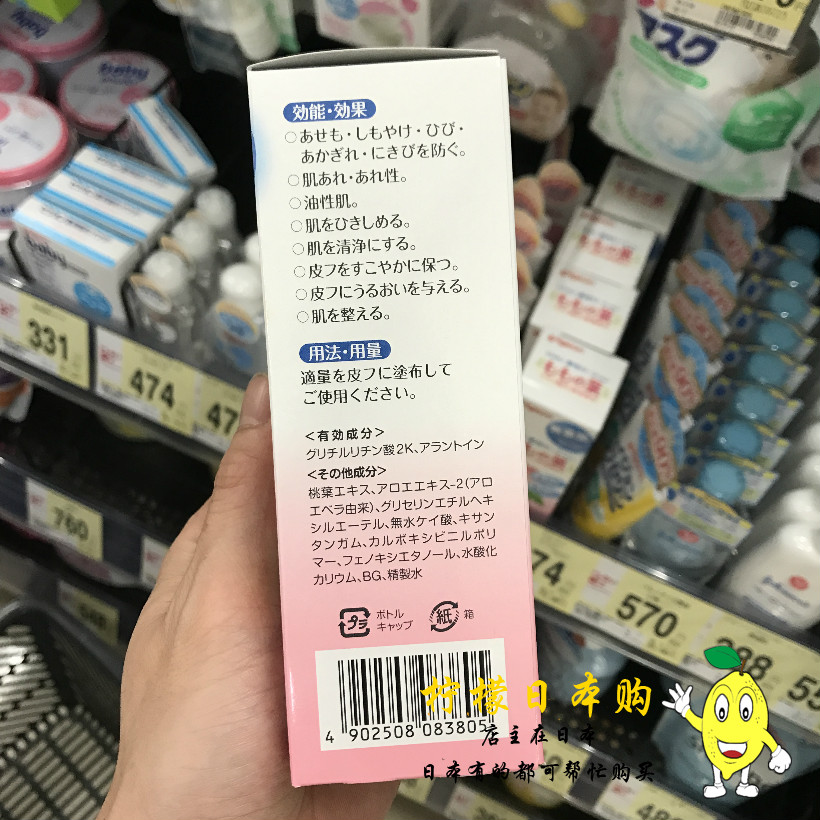 効能・効果
○あせも・しもやけ・ひび・
あかぎれ・にきびを防ぐ。
○肌あれ・あれ性。
○油性肌。
○肌をひきしめる。
○肌を清浄にする。
○皮フをすこやかに保つ。
○皮フにうるおいを与える。
○肌を整える。
用法・用量
適量を皮フに塗布して
ご使用ください。
<有効成分>
グリチルリチン酸2K、アラントイン
<その他成分>
桃葉エキス、アロエエキス-2(アロ
エベラ由来)、グリセリンエチルヘキ
シルエーテル、無水ケイ酸、キサン
タンガム、カルボキシビニルポリ
マー、フェノキシエタノール、水酸化
カリウム、BG、精製水
プラ
ボトル
キャップ
紙
箱
4 902508 083805
柠檬日本购
店主在日本
日本有的都可帮忙购买
マスク
baby
331
474
47
760
74
570
388
55